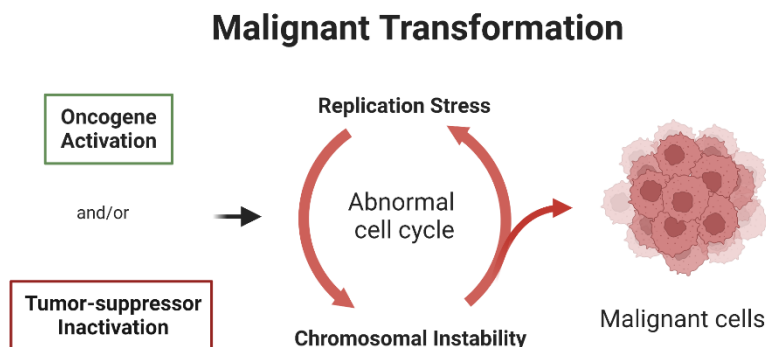 Malignant Transformation
Oncogene
Activation
and/or
Tumor-suppressor
Inactivation
Replication Stress
Abnormal
cell cycle
Chromosomal Instability
Malignant cells